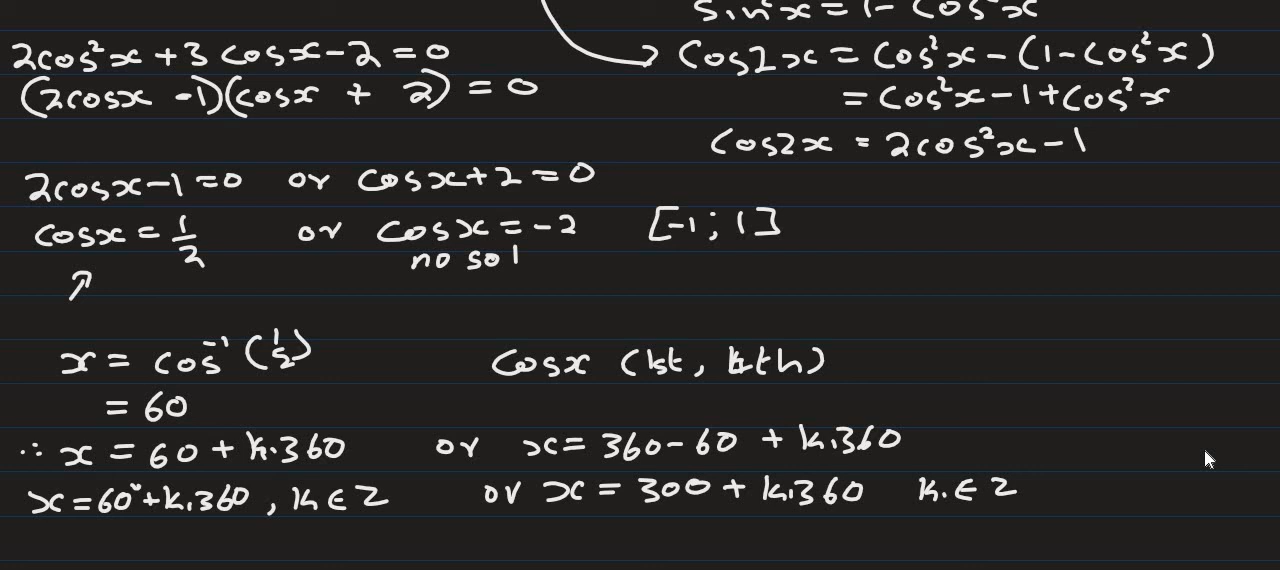 sin²x = 1 - cos²x
cos2x = cos²x - (1 - cos²x)
= cos²x - 1 + cos²x
cos2x = 2cos²x - 1
2cos²x + 3cosx - 2 = 0
(2cosx - 1)(cosx + 2) = 0
2cosx - 1 = 0 or cosx + 2 = 0
cosx = 1/2 or cosx = -2 [-1 ; 1]
no sol
x = cos⁻¹(1/2) cosx (1st, 4th)
= 60
∴ x = 60 + k.360 or x = 360 - 60 + k.360
x = 60° + k.360 , k ∈ Z or x = 300 + k.360 k. ∈ Z